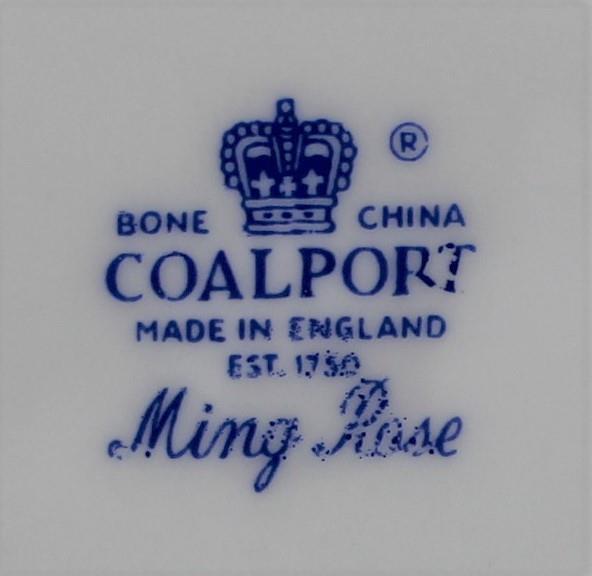 ®
BONE CHINA
COALPORT
MADE IN ENGLAND
EST. 1750
Ming Rose